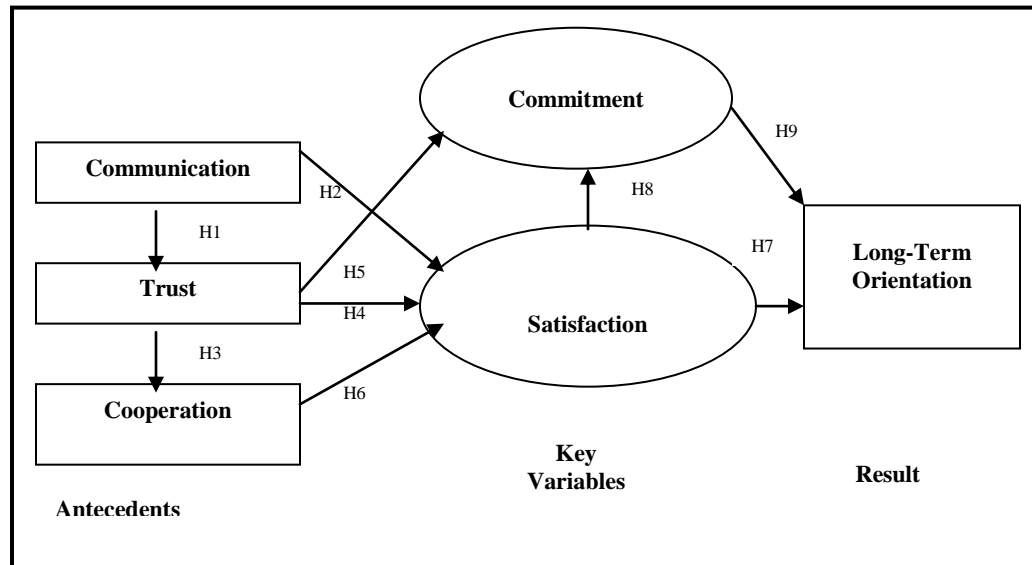 Commitment
H9
Communication
H2
H8
H1
H7
Long-Term
Orientation
H5
Trust
H4
Satisfaction
H3
Cooperation
H6
Key
Variables
Result
Antecedents